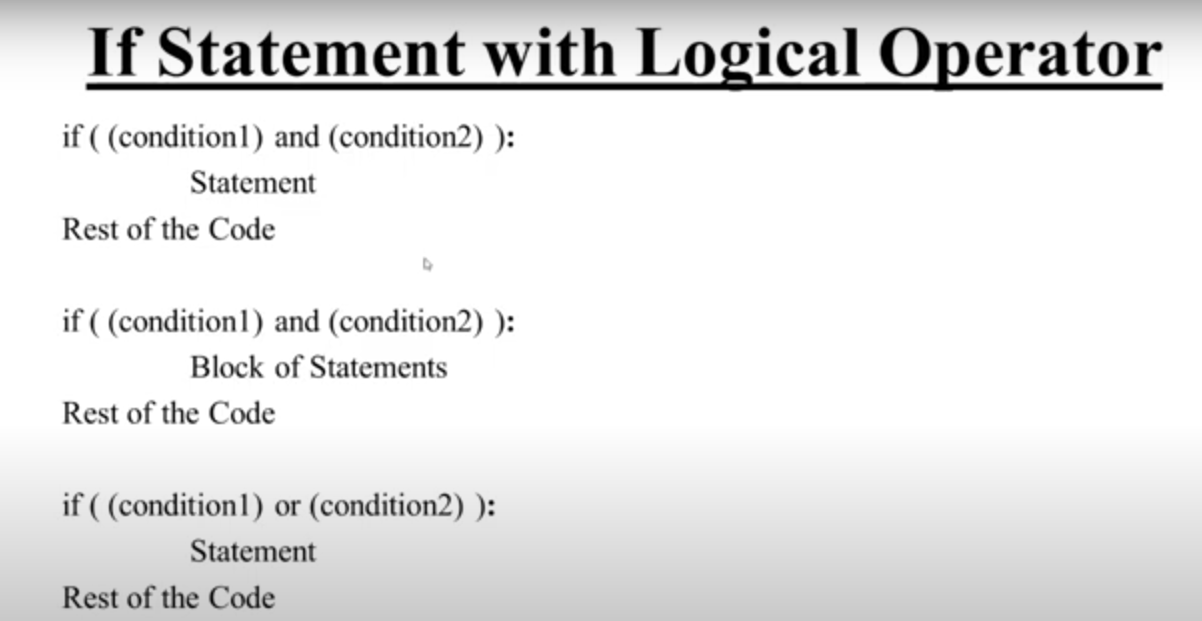 If Statement with Logical Operator
if ( (condition1) and (condition2) ):
Statement
Rest of the Code
if ( (condition1) and (condition2) ):
Block of Statements
Rest of the Code
if ( (condition1) or (condition2) ):
Statement
Rest of the Code